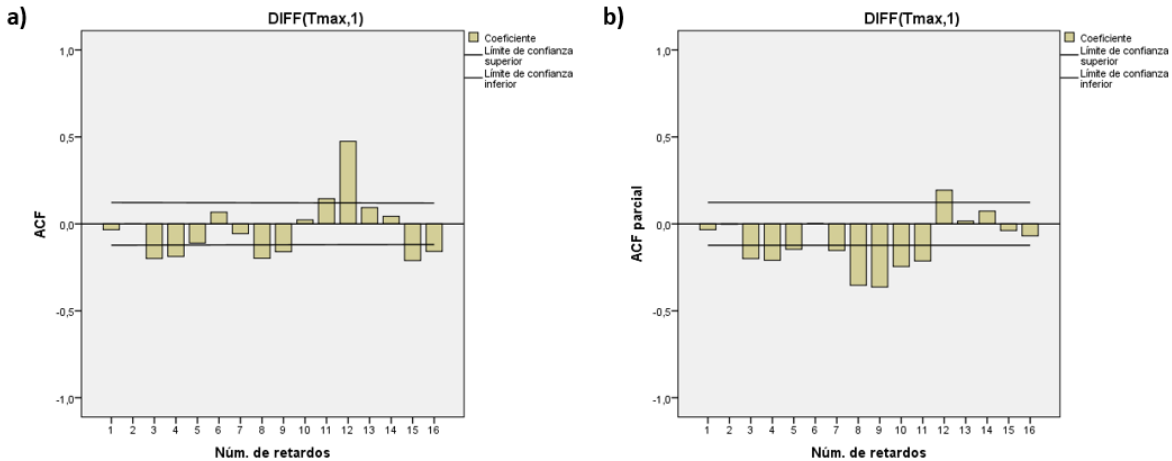 a)
DIFF(Tmax,1)
Coeficiente
Límite de confianza
superior
Límite de confianza
inferior
1,0
0,5
0,0
-0,5
-1,0
ACF
1 2 3 4 5 6 7 8 9 10 11 12 13 14 15 16
Núm. de retardos
b)
DIFF(Tmax,1)
Coeficiente
Límite de confianza
superior
Límite de confianza
inferior
1,0
0,5
0,0
-0,5
-1,0
ACF parcial
1 2 3 4 5 6 7 8 9 10 11 12 13 14 15 16
Núm. de retardos